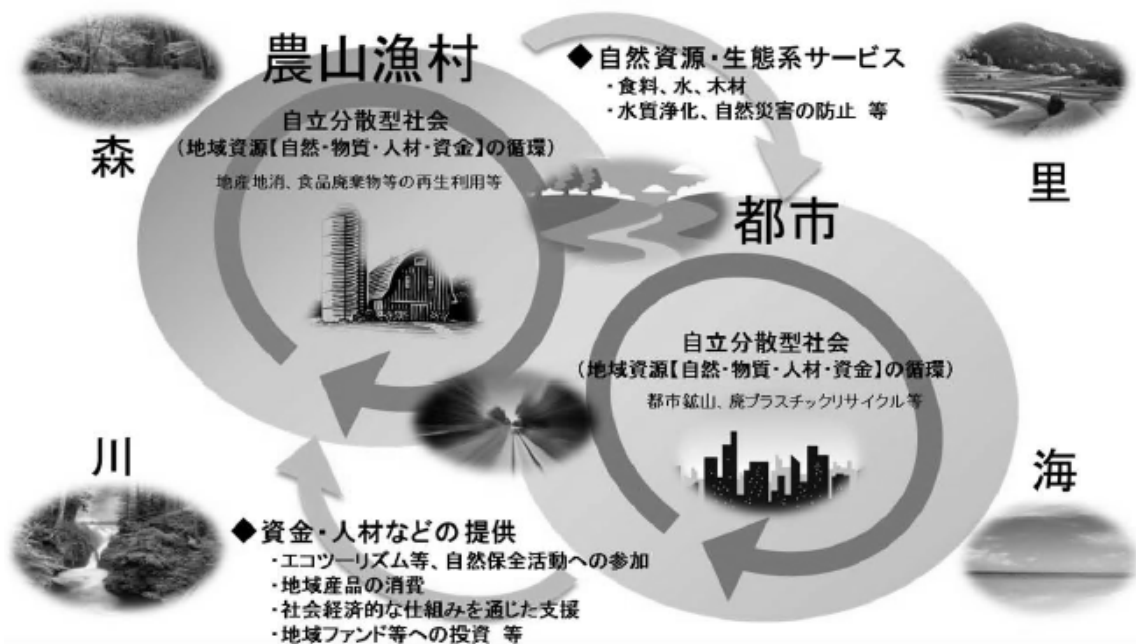 農山漁村
◆自然資源・生態系サービス
・食料、水、木材
・水質浄化、自然災害の防止 等
森
自立分散型社会
(地域資源【自然・物質・人材・資金】の循環)
地産地消、食品廃棄物等の再生利用等
里
都市
自立分散型社会
(地域資源【自然・物質・人材・資金】の循環)
都市鉱山、廃プラスチックリサイクル等
川
海
◆資金・人材などの提供
・エコツーリズム等、自然保全活動への参加
・地域産品の消費
・社会経済的な仕組みを通じた支援
・地域ファンド等への投資 等